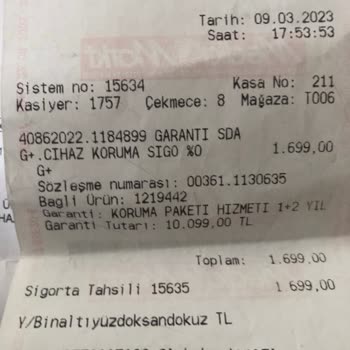 Tarih: 09.03.2023
Saat: 17:53:53
Sistem no: 15634 Kasa No: 211
Kasiyer: 1757 Çekmece: 8 Mağaza: T006
40862022.1184899 GARANTI SDA
G+.CIHAZ KORUMA SIGO %0 1.699,00
G+
Sözleşme numarası: 00361.1130635
Bagli Ürün: 1219442
Garanti: KORUMA PAKETI HIZMETI 1+2 YIL
Garanti Tutarı: 10.099,00 TL
Toplam: 1.699,00
Sigorta Tahsili 15635 1 699,00
Y/Binaltıyüzdoksandokuz TL